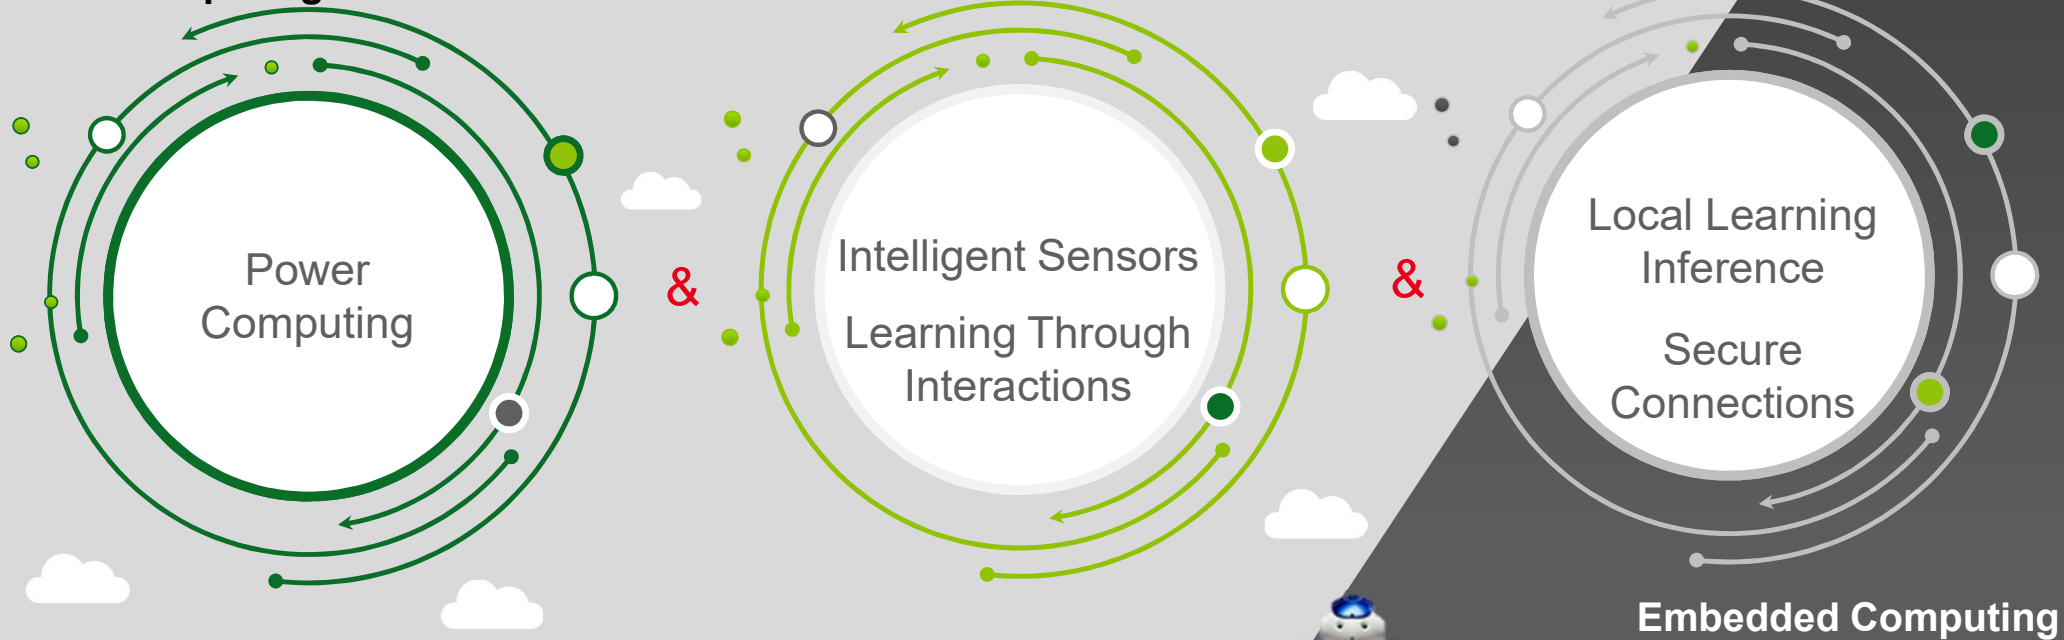 Power
Computing
&
Intelligent Sensors
Learning Through
Interactions
&
Local Learning
Inference
Secure
Connections
Embedded Computing